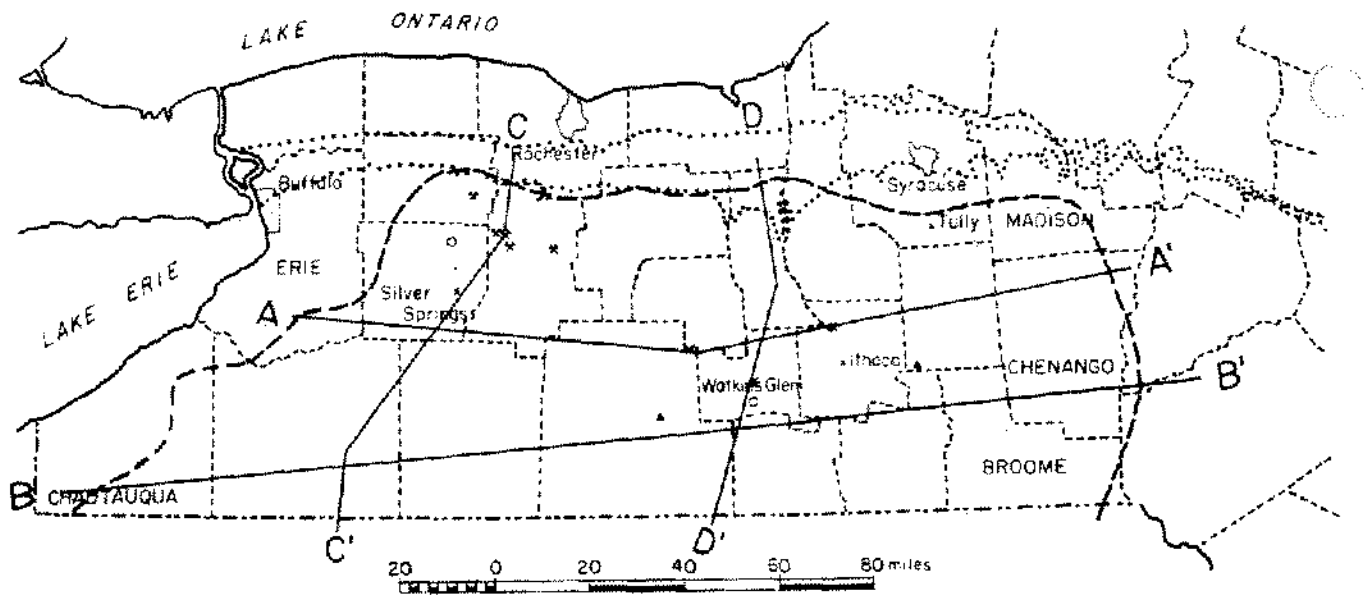 LAKE ONTARIO
C
D
Rochester
Buffalo
Syracuse
Tully
MADISON
LAKE ERIE
ERIE
A
A'
Silver
Springs
Ithaca
CHENANGO
Watkins Glen
B'
B
CHAUTAUQUA
BROOME
C'
D'
20 0 20 40 60 80 miles